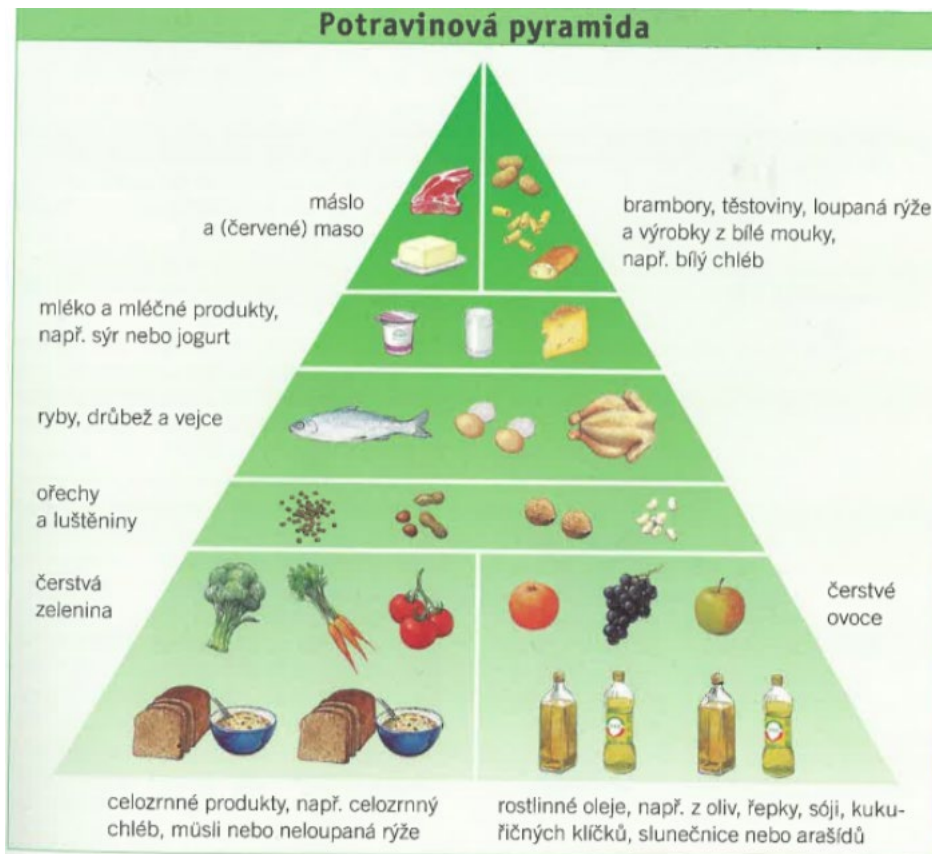 Potravinová pyramida
máslo
a (červené) maso
brambory, těstoviny, loupaná rýže
a výrobky z bílé mouky,
např. bílý chléb
mléko a mléčné produkty,
např. sýr nebo jogurt
ryby, drůbež a vejce
ořechy
a luštěniny
čerstvá
zelenina
čerstvé
ovoce
celozrnné produkty, např. celozrnný
chléb, müsli nebo neloupaná rýže
rostlinné oleje, např. z oliv, řepky, sóji, kuku-
řičných klíčků, slunečnice nebo arašídů